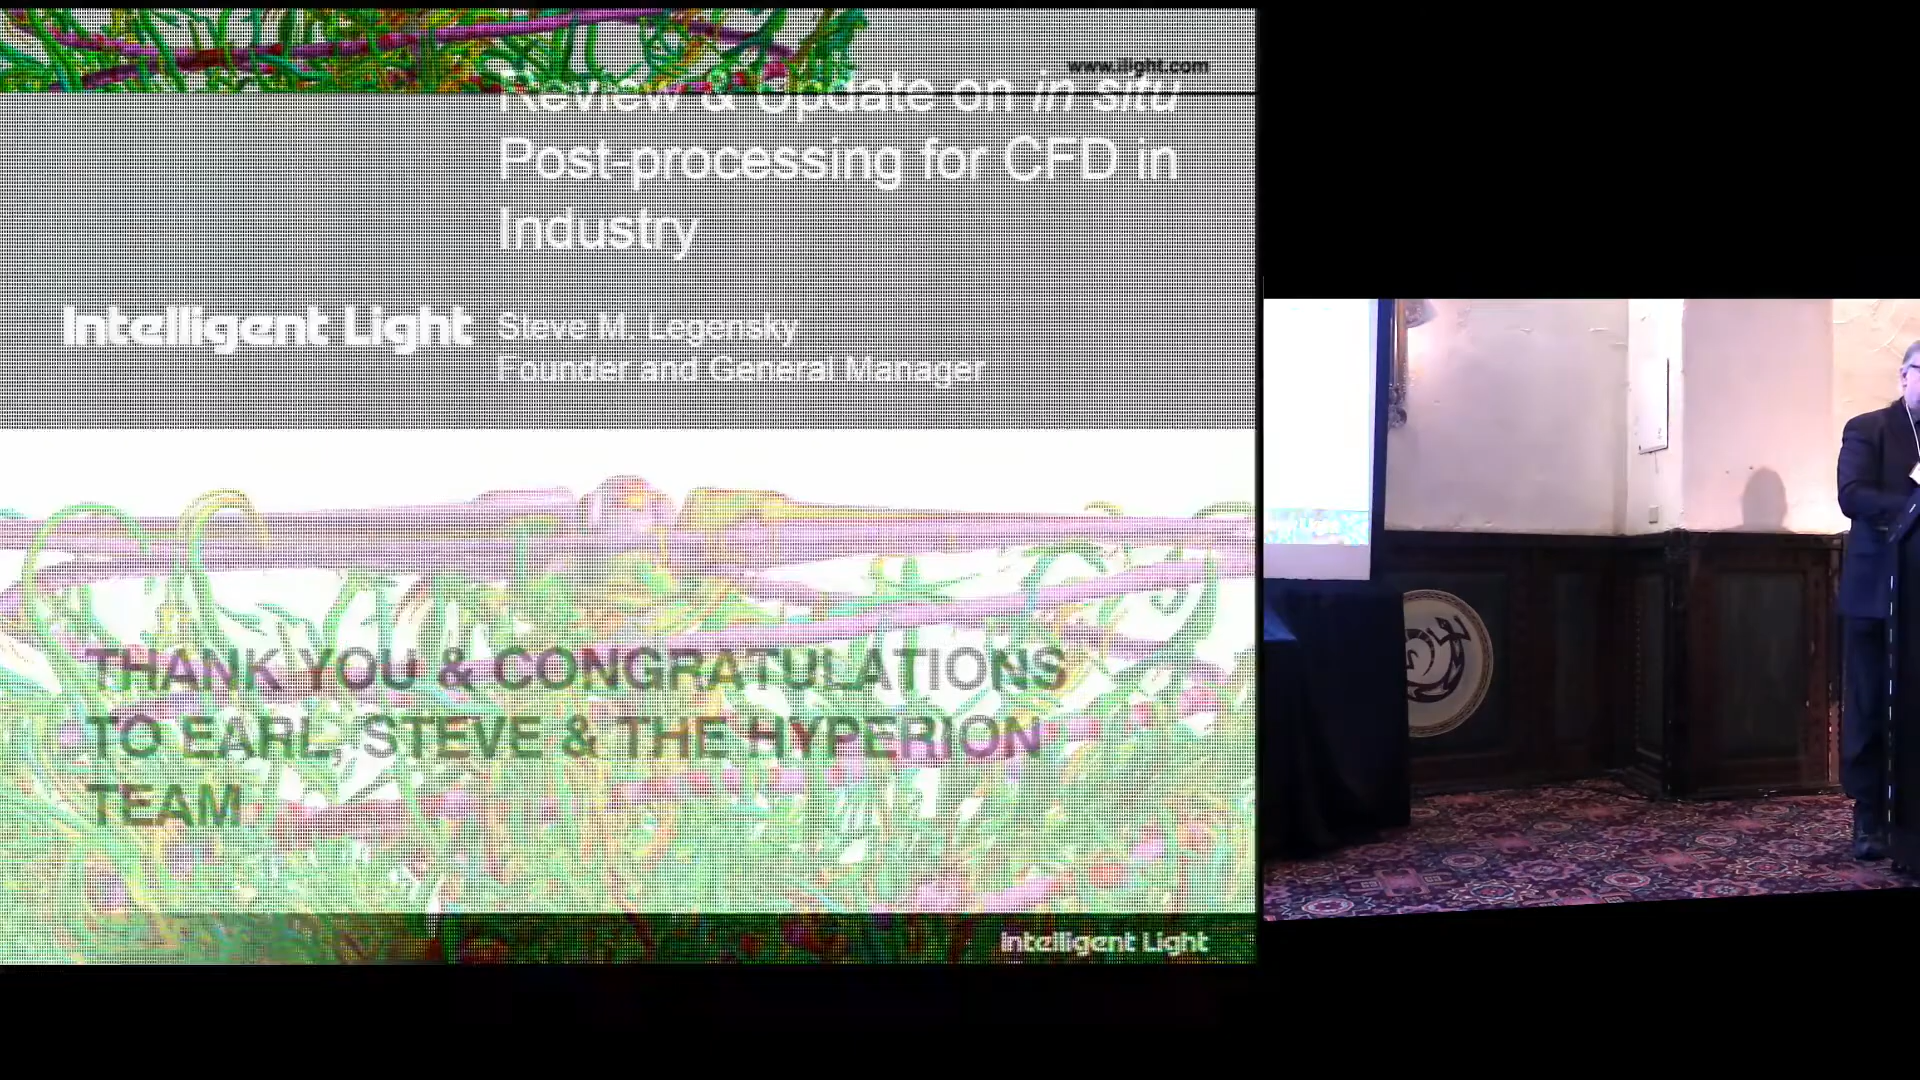 www.ilight.com
Review & Update on in situ
Post-processing for CFD in
Industry
Intelligent Light
Steve M. Legensky
Founder and General Manager
THANK YOU & CONGRATULATIONS
TO EARL, STEVE & THE HYPERION
TEAM
Intelligent Light